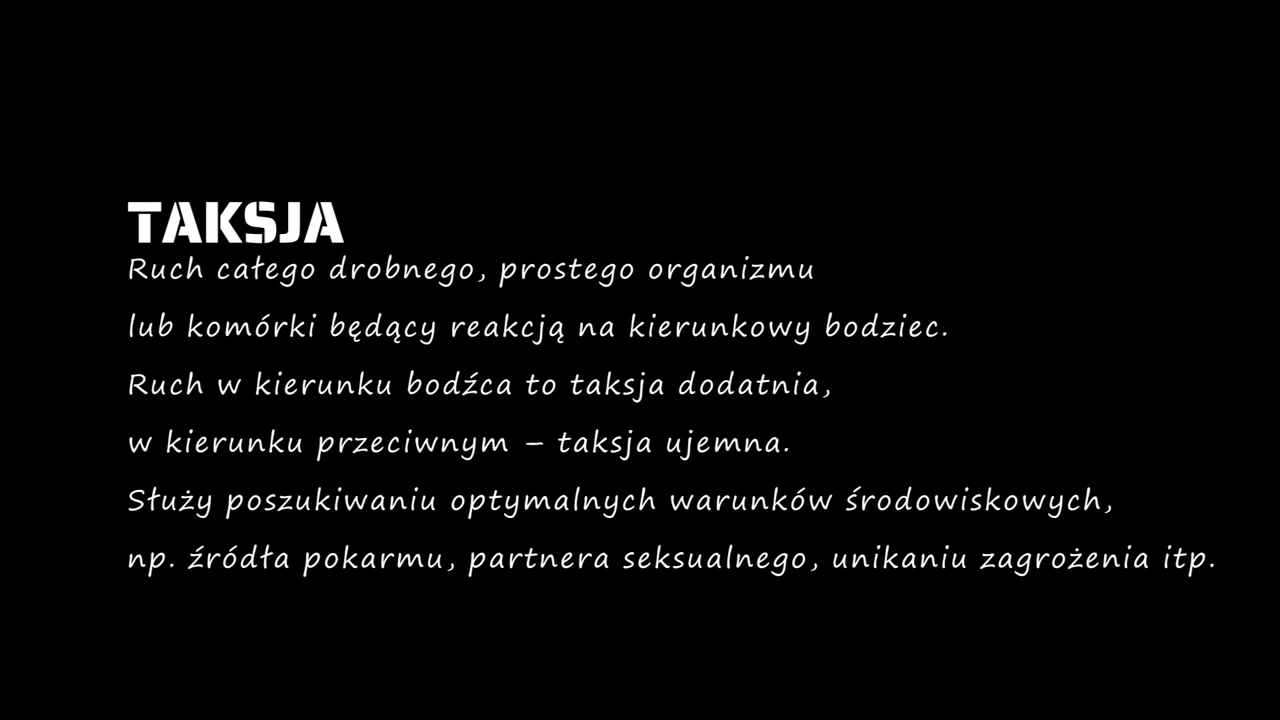 TAKSJA
Ruch całego drobnego, prostego organizmu
lub komórki będący reakcją na kierunkowy bodziec.
Ruch w kierunku bodźca to taksja dodatnia,
w kierunku przeciwnym – taksja ujemna.
Służy poszukiwaniu optymalnych warunków środowiskowych,
np. źródła pokarmu, partnera seksualnego, unikaniu zagrożenia itp.